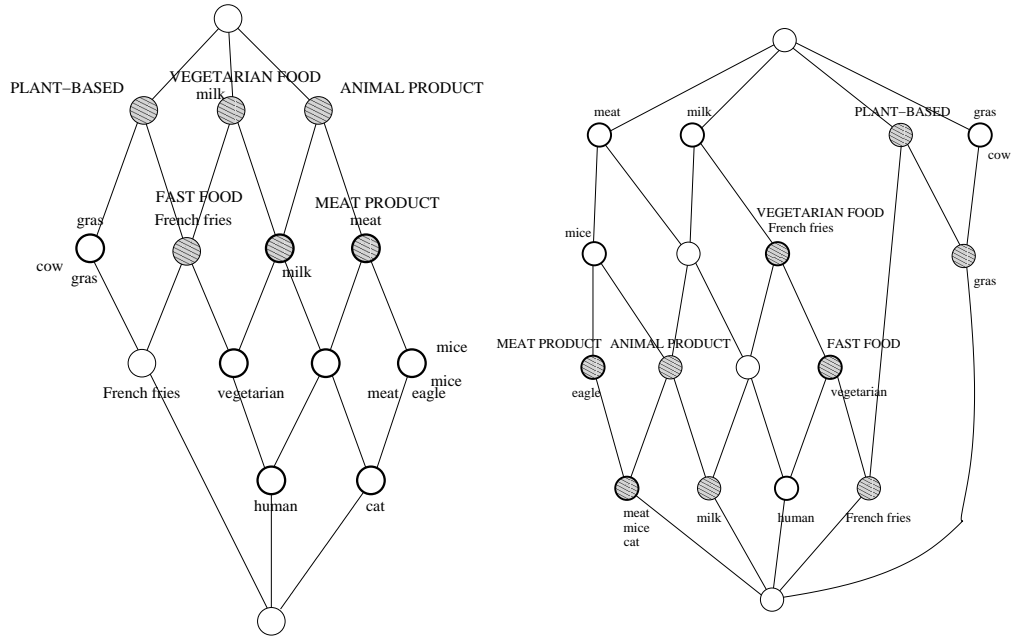 PLANT-BASED
VEGETARIAN FOOD
milk
ANIMAL PRODUCT
FAST FOOD
French fries
MEAT PRODUCT
meat
gras
cow
gras
milk
French fries
vegetarian
mice
mice
meat
eagle
human
cat
meat
milk
PLANT-BASED
gras
cow
mice
VEGETARIAN FOOD
French fries
gras
MEAT PRODUCT
ANIMAL PRODUCT
FAST FOOD
eagle
vegetarian
meat
mice
cat
milk
human
French fries